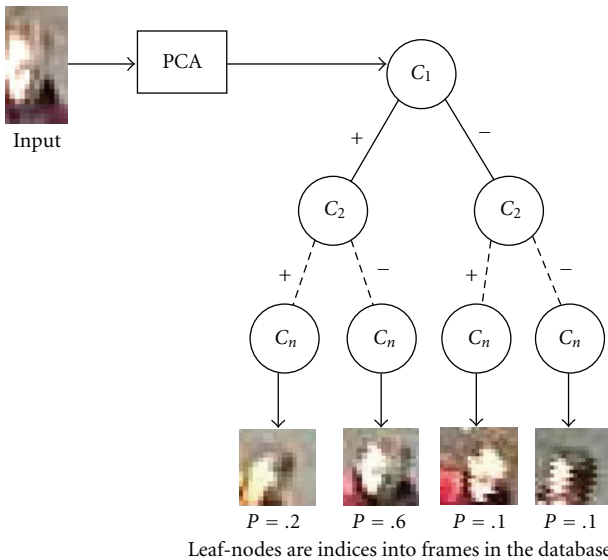 PCA
C1
Input
+ −
C2 C2
+ − + −
Cn Cn Cn Cn
P = .2 P = .6 P = .1 P = .1
Leaf-nodes are indices into frames in the database